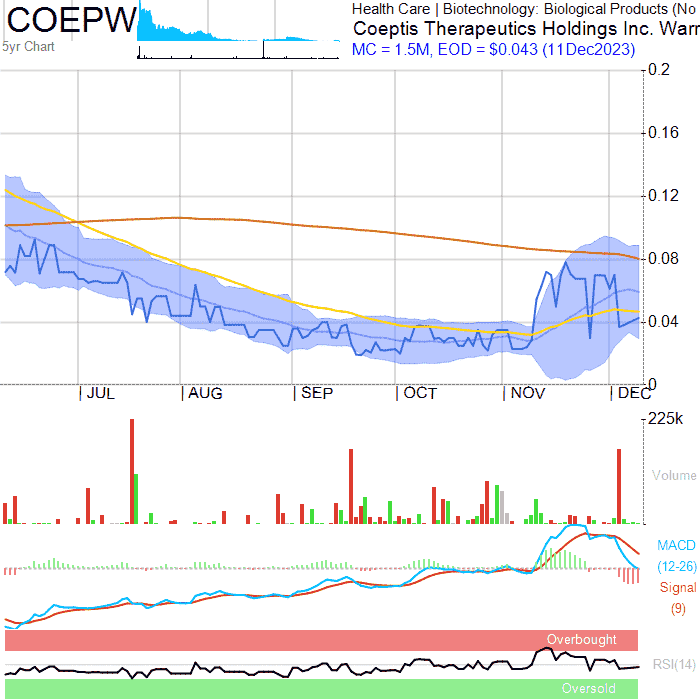 COEPW
5yr Chart
Health Care | Biotechnology: Biological Products (No
Coeptis Therapeutics Holdings Inc. Warr
MC = 1.5M, EOD = $0.043 (11Dec2023)
0.2
0.16
0.12
0.08
0.04
0
JUL AUG SEP OCT NOV DEC
225k
Volume
MACD
(12-26)
Signal
(9)
Overbought
RSI(14)
Oversold